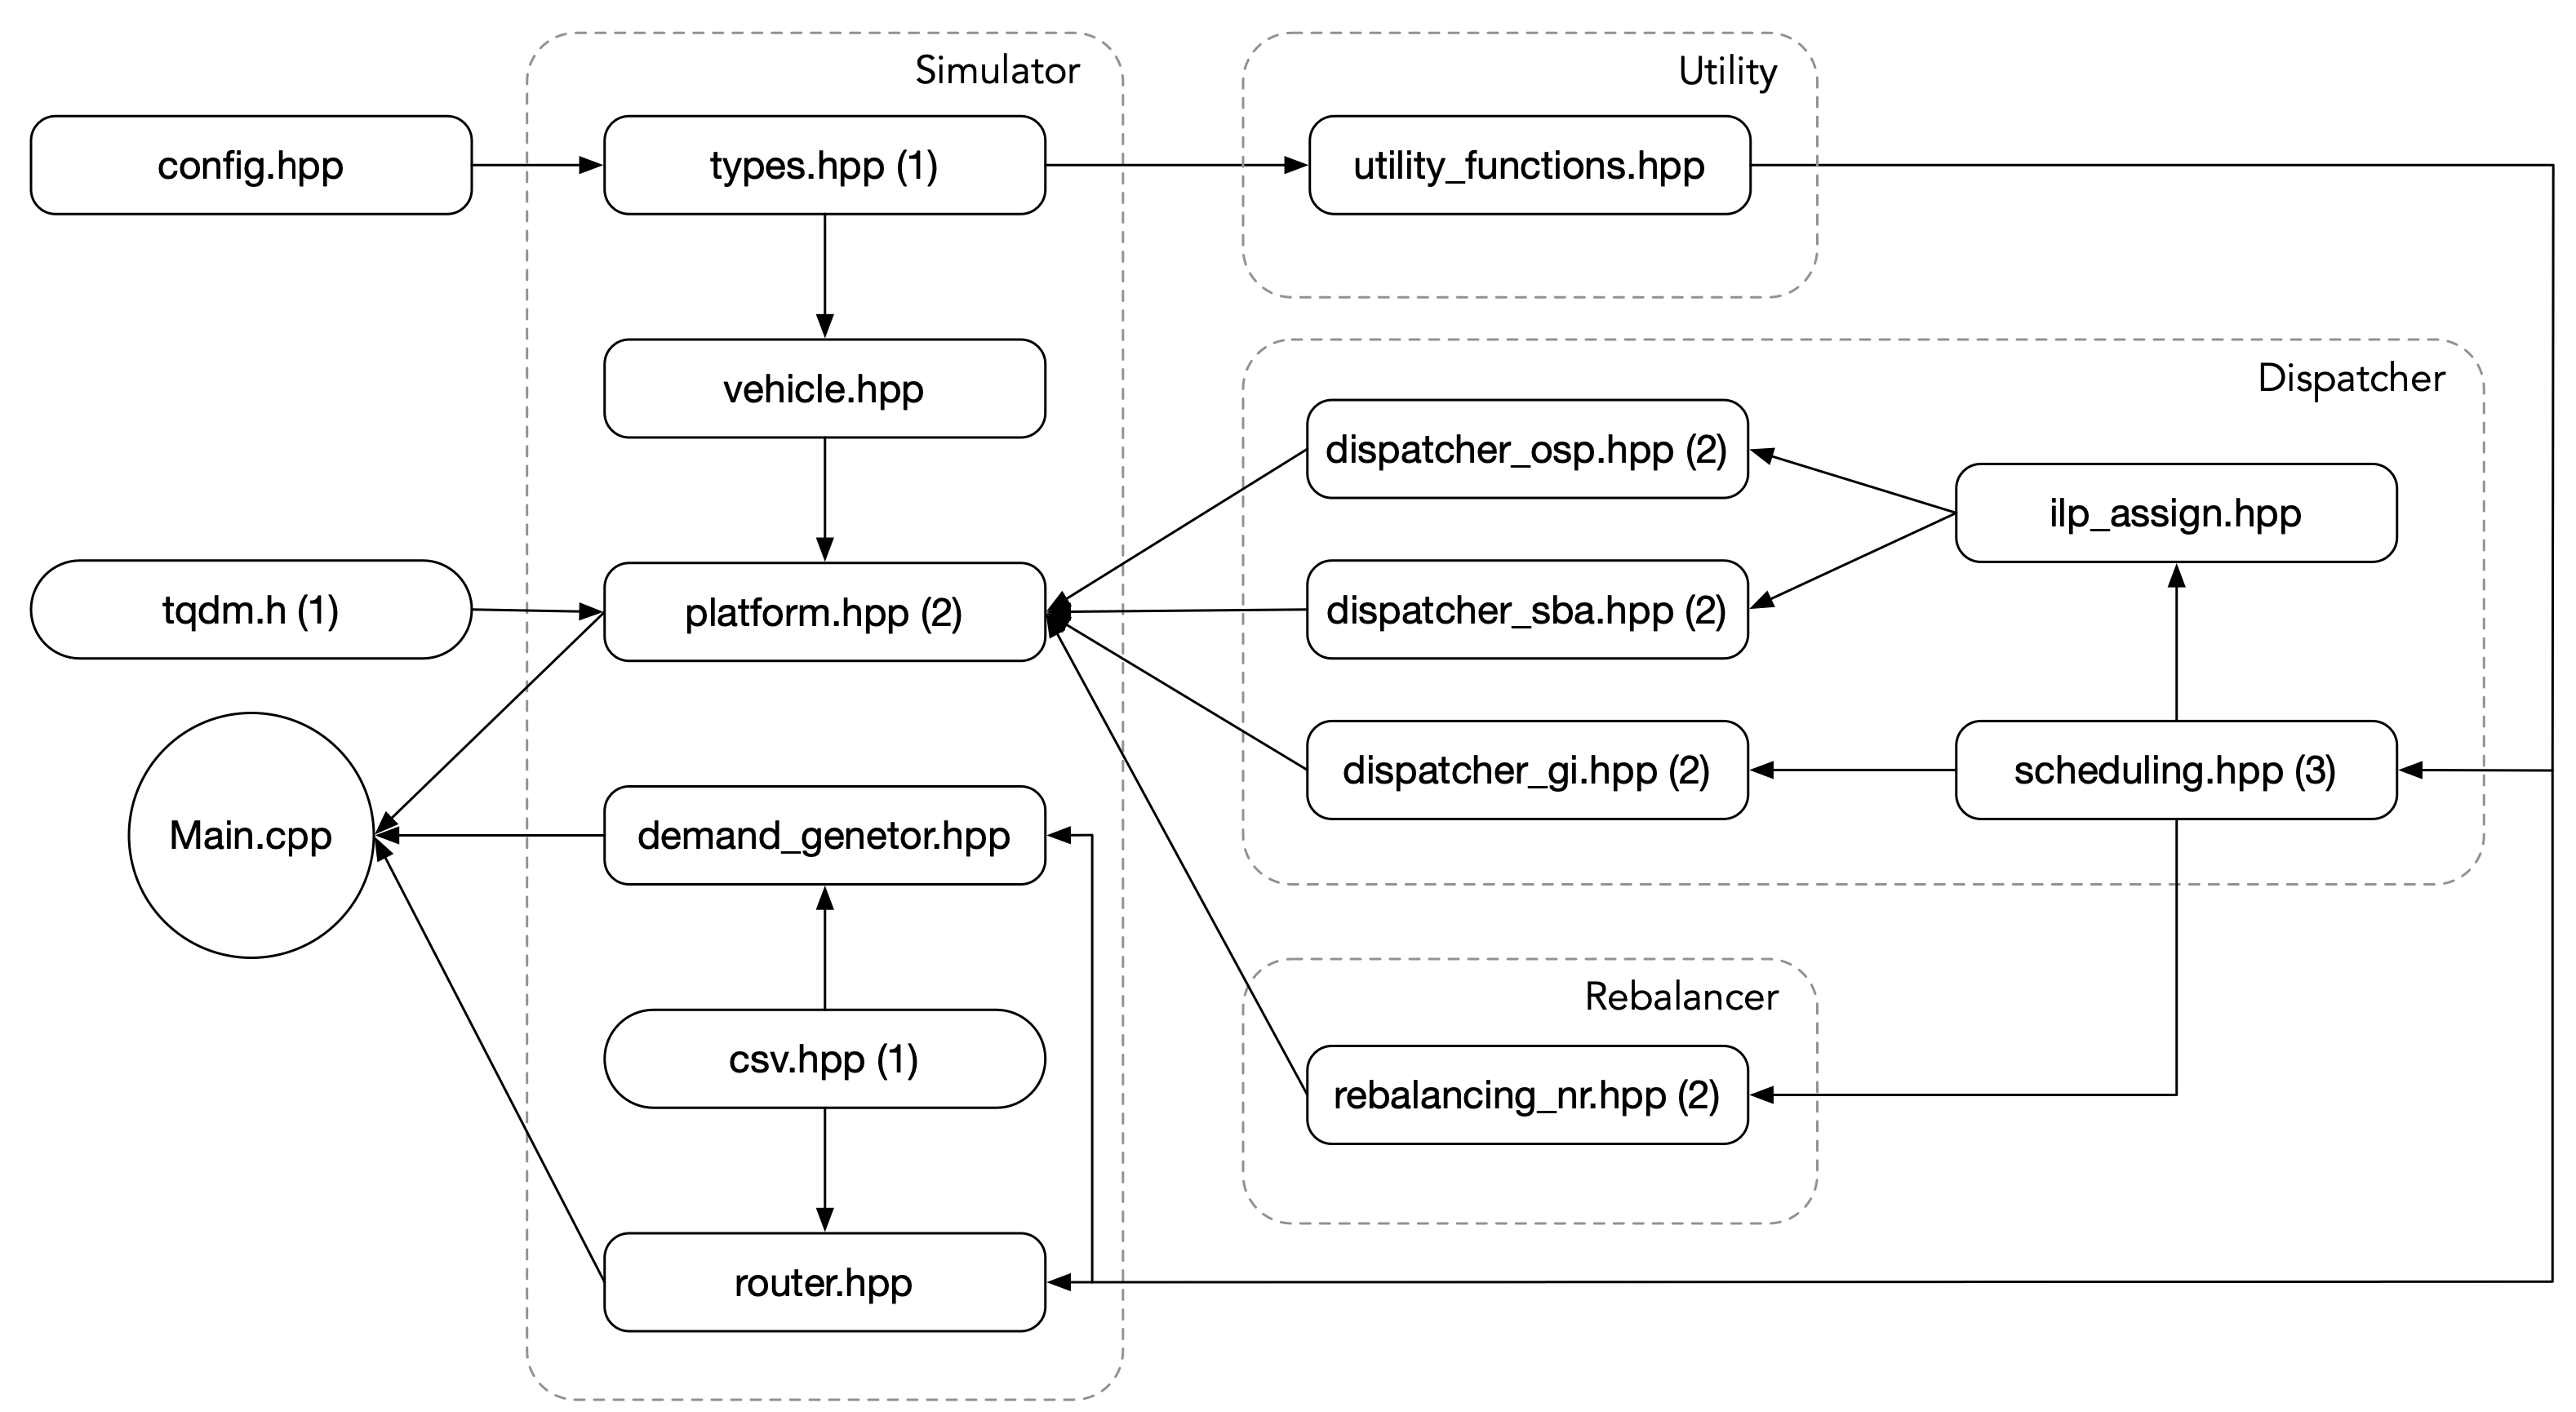 Simulator
Utility
config.hpp
types.hpp (1)
utility_functions.hpp
vehicle.hpp
Dispatcher
dispatcher_osp.hpp (2)
ilp_assign.hpp
tqdm.h (1)
platform.hpp (2)
dispatcher_sba.hpp (2)
dispatcher_gi.hpp (2)
scheduling.hpp (3)
Main.cpp
demand_genetor.hpp
Rebalancer
csv.hpp (1)
rebalancing_nr.hpp (2)
router.hpp